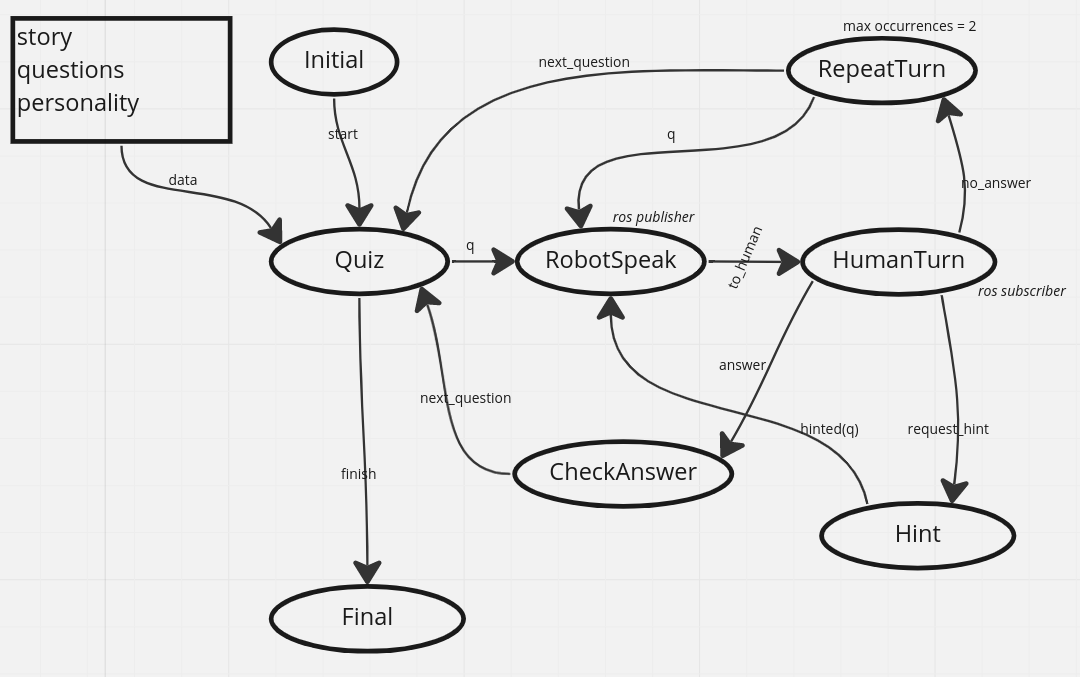 story
questions
personality
Initial
max occurrences = 2
RepeatTurn
next_question
start
q
data
no_answer
ros publisher
Quiz
q
RobotSpeak
to_human
HumanTurn
ros subscriber
answer
next_question
hinted(q)
request_hint
finish
CheckAnswer
Hint
Final